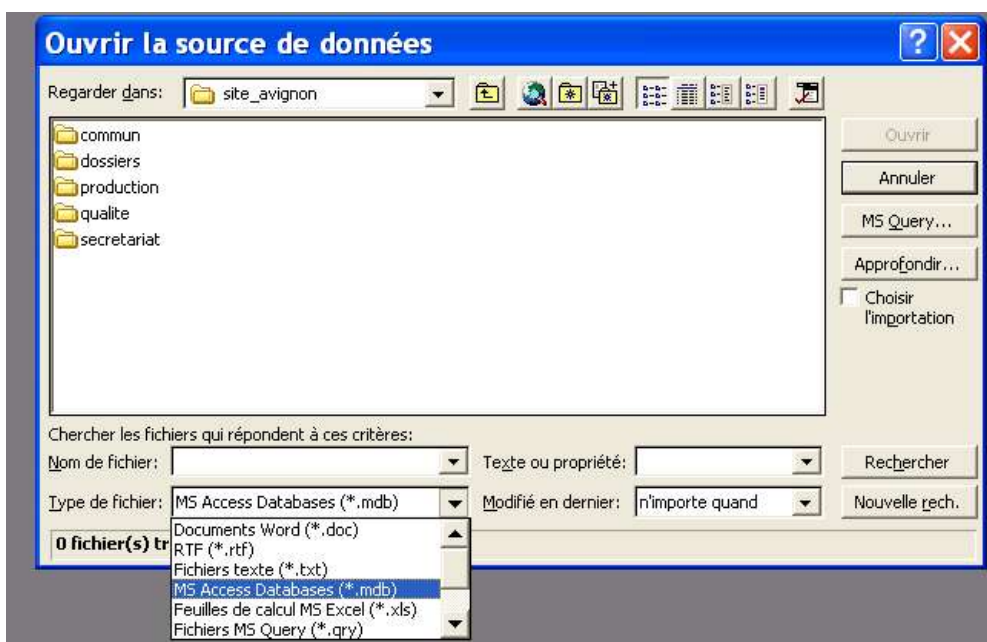 Ouvrir la source de données
Regarder dans: site_avignon
commun
dossiers
production
qualite
secretariat
Ouvrir
Annuler
MS Query...
Approfondir...
Choisir
l'importation
Chercher les fichiers qui répondent à ces critères:
Nom de fichier: Texte ou propriété: Rechercher
Type de fichier: MS Access Databases (*.mdb) Modifié en dernier: n'importe quand Nouvelle rech.
0 fichier(s) tr
Documents Word (*.doc)
RTF (*.rtf)
Fichiers texte (*.txt)
MS Access Databases (*.mdb)
Feuilles de calcul MS Excel (*.xls)
Fichiers MS Query (*.qry)